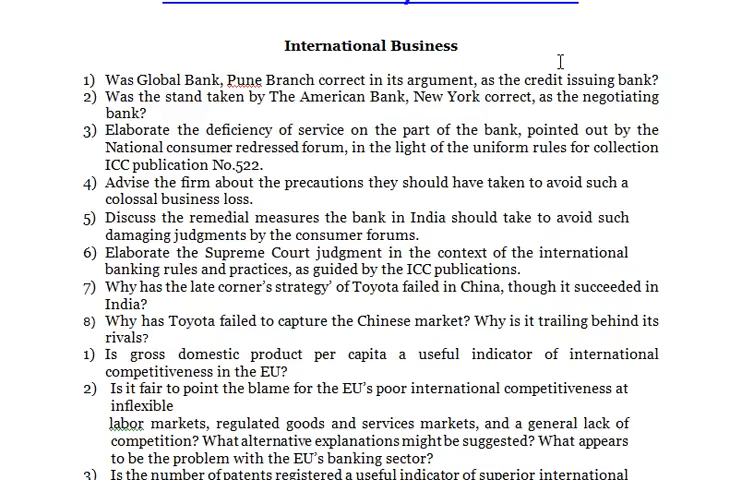 International Business
1) Was Global Bank, Pune Branch correct in its argument, as the credit issuing bank?
2) Was the stand taken by The American Bank, New York correct, as the negotiating
bank?
3) Elaborate the deficiency of service on the part of the bank, pointed out by the
National consumer redressed forum, in the light of the uniform rules for collection
ICC publication No.522.
4) Advise the firm about the precautions they should have taken to avoid such a
colossal business loss.
5) Discuss the remedial measures the bank in India should take to avoid such
damaging judgments by the consumer forums.
6) Elaborate the Supreme Court judgment in the context of the international
banking rules and practices, as guided by the ICC publications.
7) Why has the late corner's strategy' of Toyota failed in China, though it succeeded in
India?
8) Why has Toyota failed to capture the Chinese market? Why is it trailing behind its
rivals?
1) Is gross domestic product per capita a useful indicator of international
competitiveness in the EU?
2) Is it fair to point the blame for the EU's poor international competitiveness at
inflexible
labor markets, regulated goods and services markets, and a general lack of
competition? What alternative explanations might be suggested? What appears
to be the problem with the EU's banking sector?
3) Is the number of patents registered a useful indicator of superior international